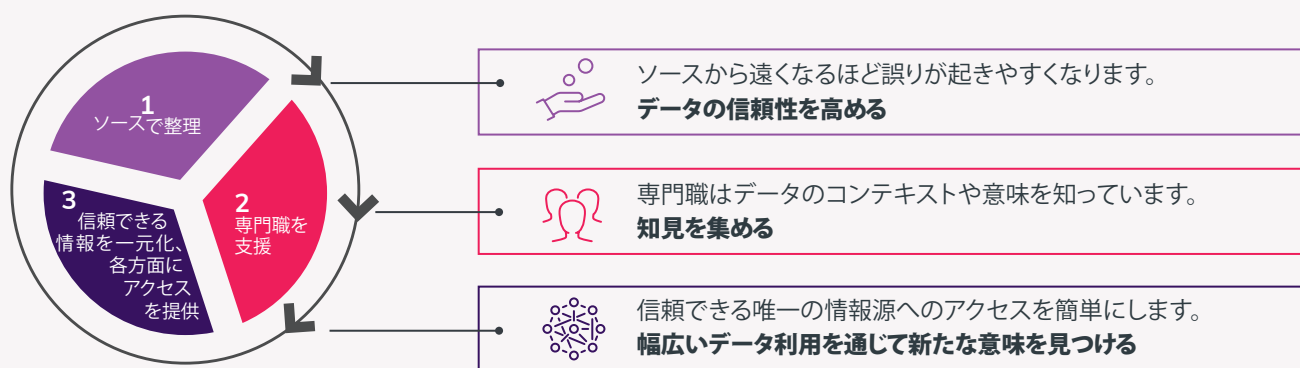 1
ソースで整理
2
専門職を
支援
3
信頼できる
情報を一元化、
各方面に
アクセス
を提供
ソースから遠くなるほど誤りが起きやすくなります。
データの信頼性を高める
専門職はデータのコンテキストや意味を知っています。
知見を集める
信頼できる唯一の情報源へのアクセスを簡単にします。
幅広いデータ利用を通じて新たな意味を見つける